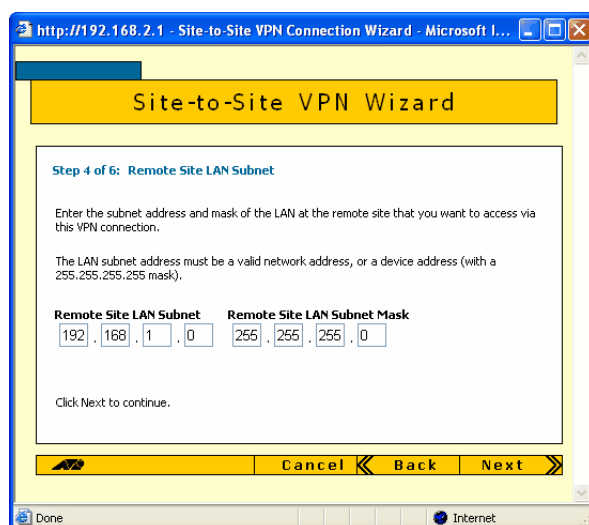 http://192.168.2.1 - Site-to-Site VPN Connection Wizard - Microsoft I...
Site-to-Site VPN Wizard
Step 4 of 6: Remote Site LAN Subnet
Enter the subnet address and mask of the LAN at the remote site that you want to access via
this VPN connection.
The LAN subnet address must be a valid network address, or a device address (with a
255.255.255.255 mask).
Remote Site LAN Subnet Remote Site LAN Subnet Mask
192 . 168 . 1 . 0 255 . 255 . 255 . 0
Click Next to continue.
Cancel Back Next
Done Internet